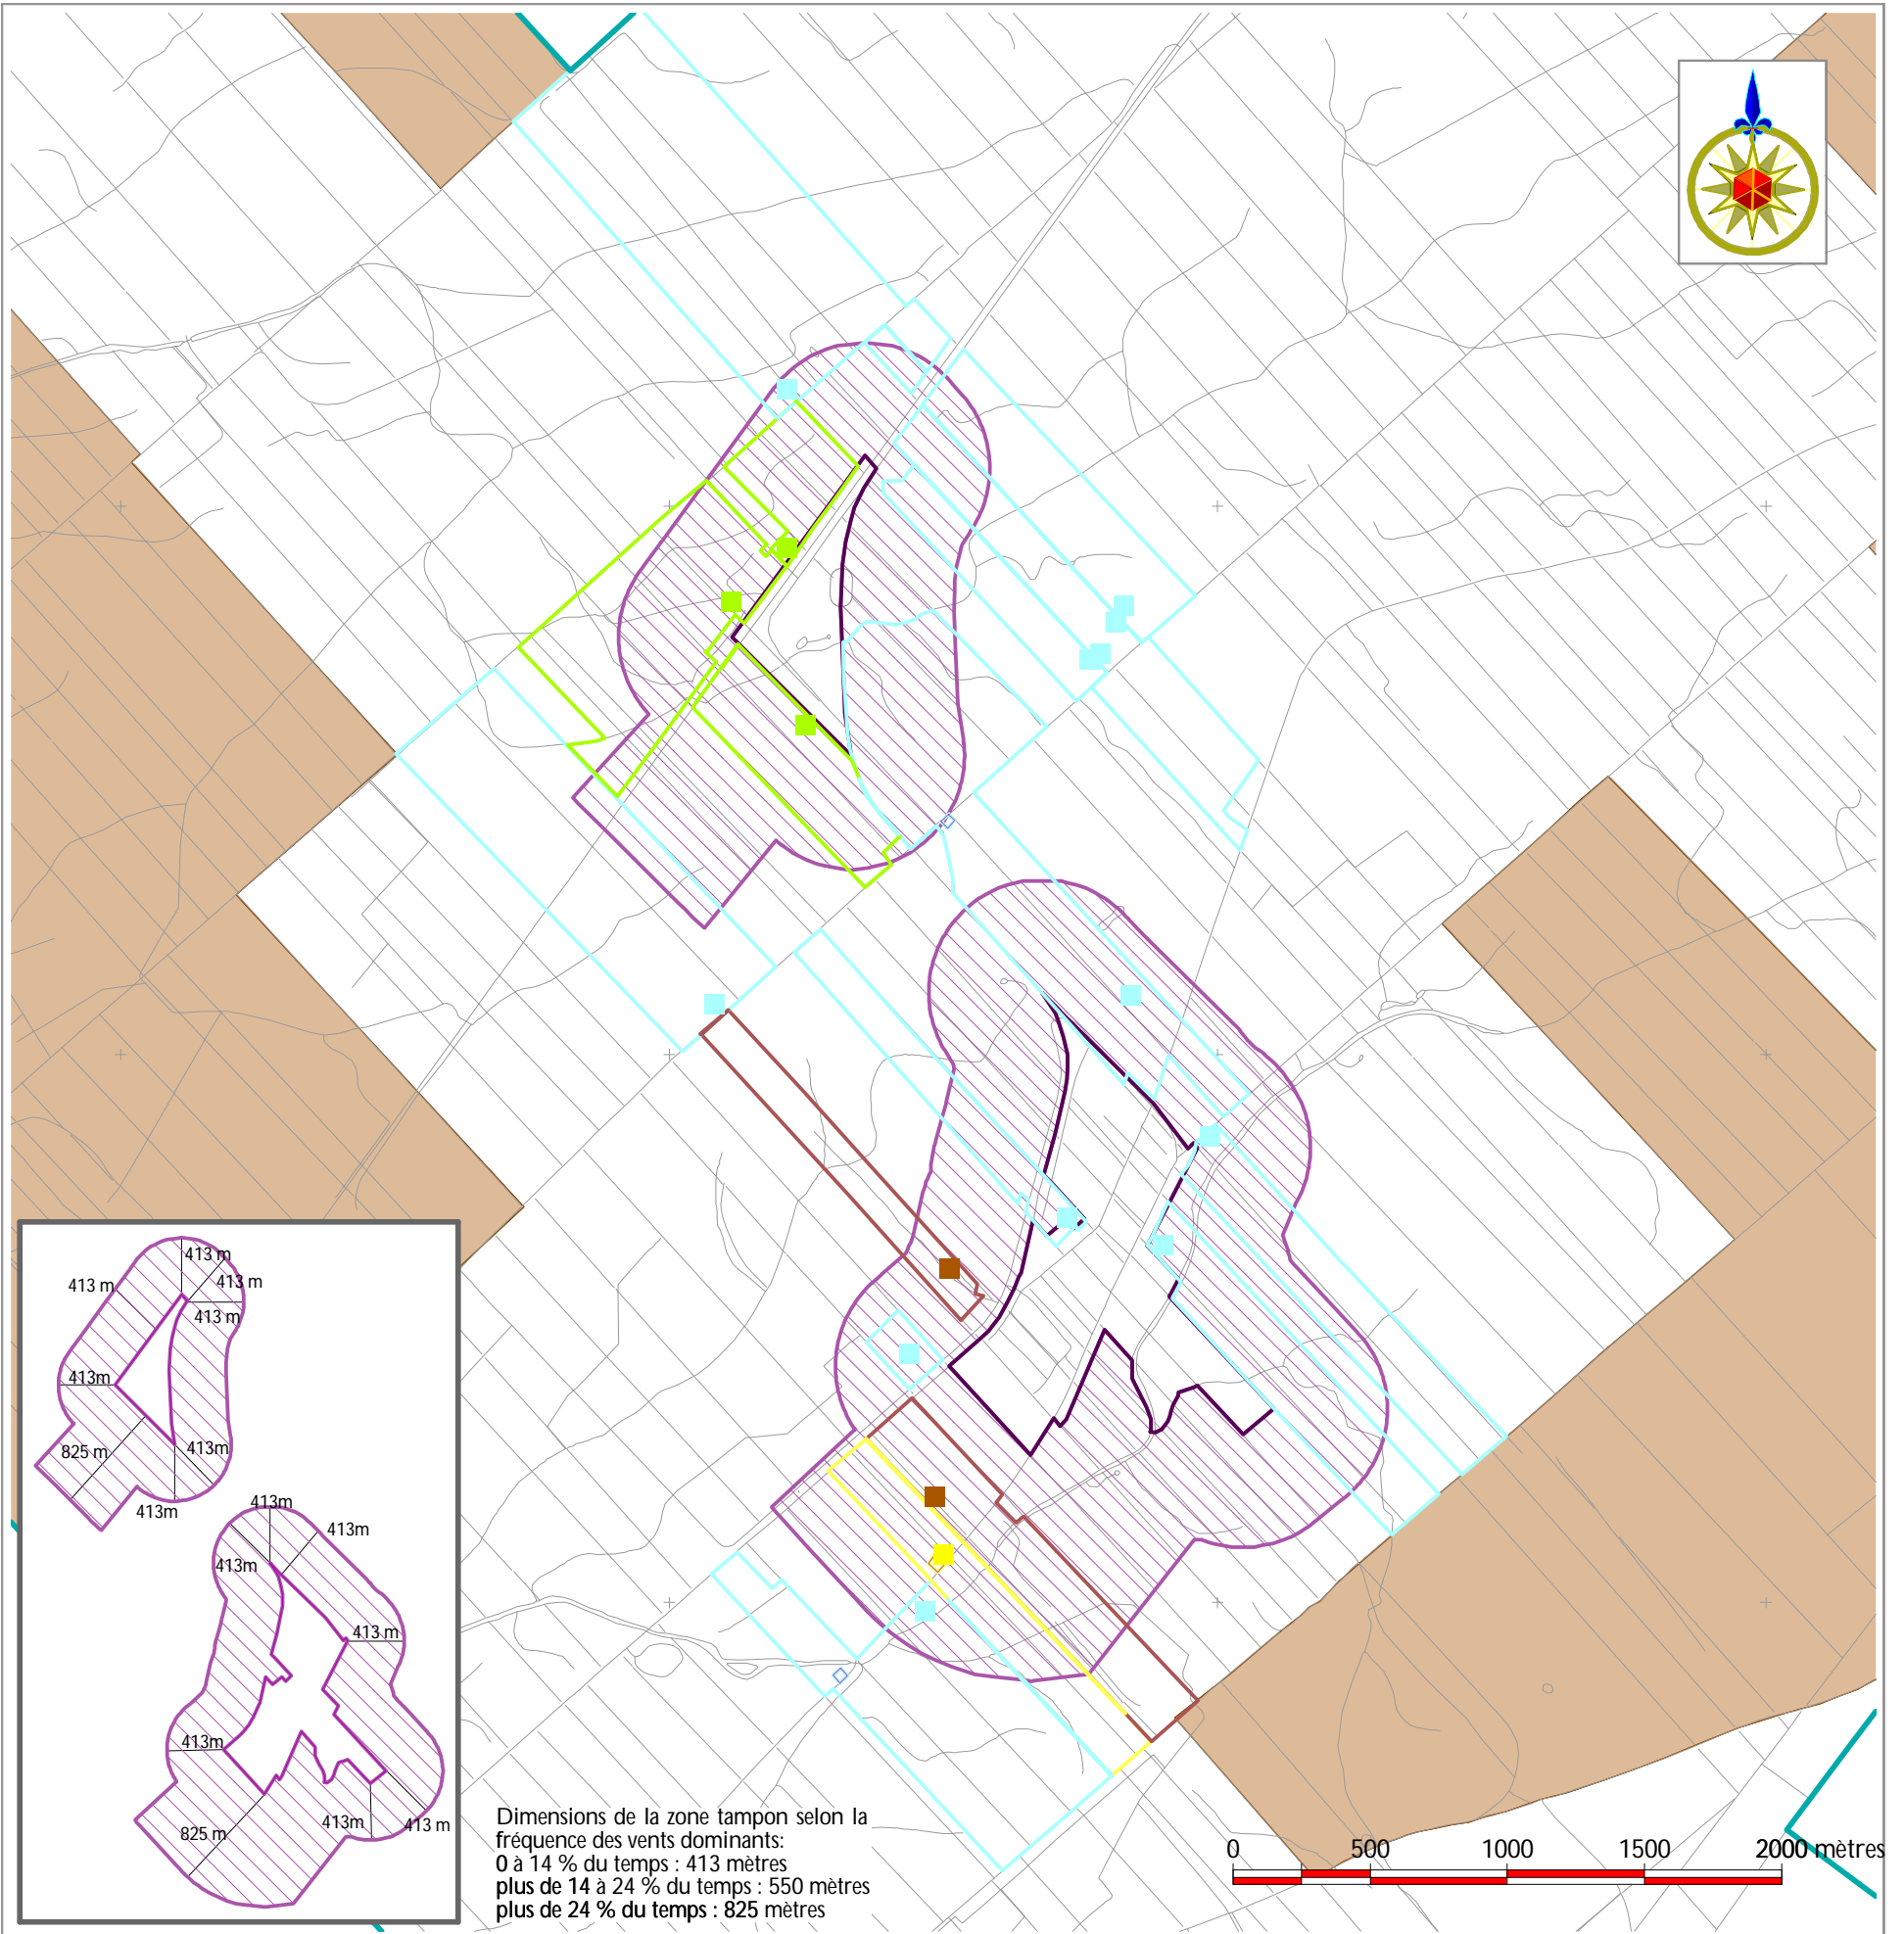 413 m
413 m
413 m
413 m
413m
825 m
413m
413m
413m
413m
413m
413 m
413m
413m
413 m
825 m
Dimensions de la zone tampon selon la
fréquence des vents dominants:
0 à 14 % du temps : 413 mètres
plus de 14 à 24 % du temps : 550 mètres
plus de 24 % du temps : 825 mètres
0 500 1000 1500 2000 mètres